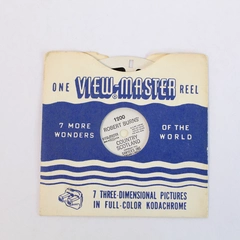 ONE VIEW-MASTER REEL
1200
ROBERT BURNS
COUNTRY
SCOTLAND
7 MORE WONDERS OF THE WORLD
7 THREE-DIMENSIONAL PICTURES
IN FULL-COLOR KODACHROME